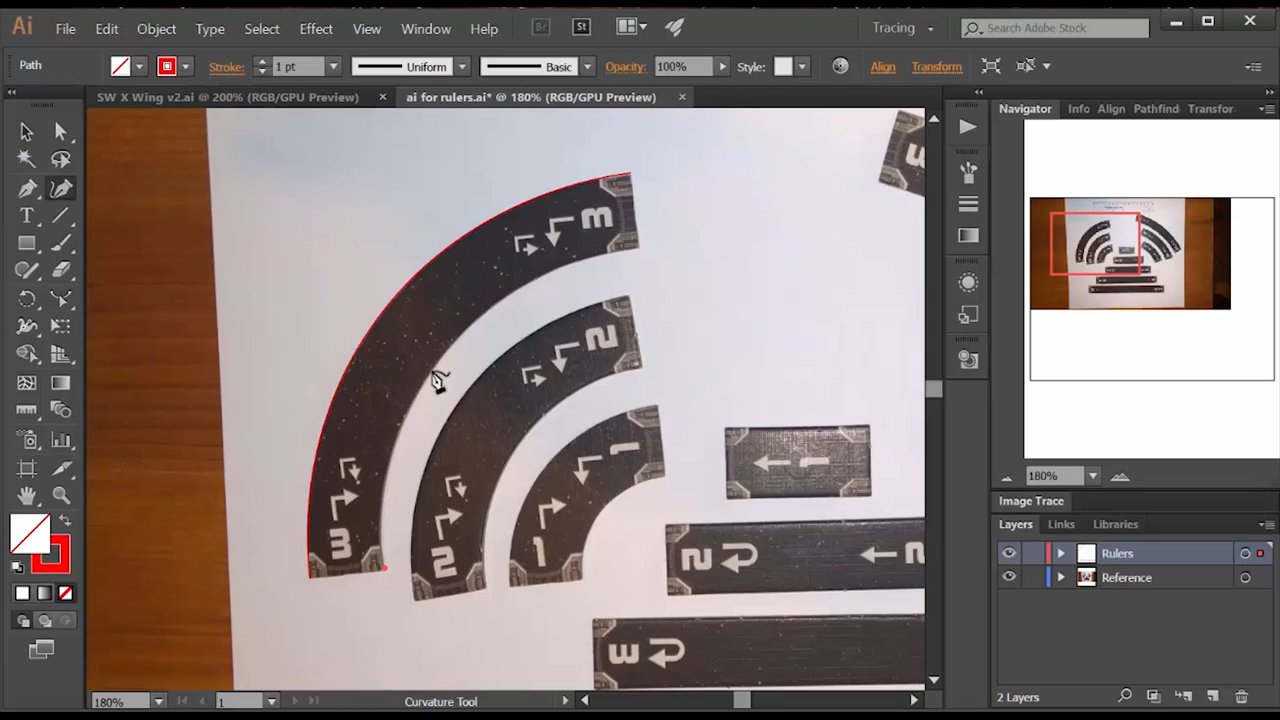 Ai File Edit Object Type Select Effect View Window Help Br St Tracing Search Adobe Stock
Path Stroke: 1 pt Uniform Basic Opacity: 100% Style: Align Transform
SW X Wing v2.ai @ 200% (RGB/GPU Preview) × ai for rulers.ai* @ 180% (RGB/GPU Preview) ×
Navigator Info Align Pathfind Transfor
T
3
3
2
2
1
1
1
2
3
180%
Image Trace
Layers Links Libraries
Rulers
Reference
180% 1 Curvature Tool 2 Layers